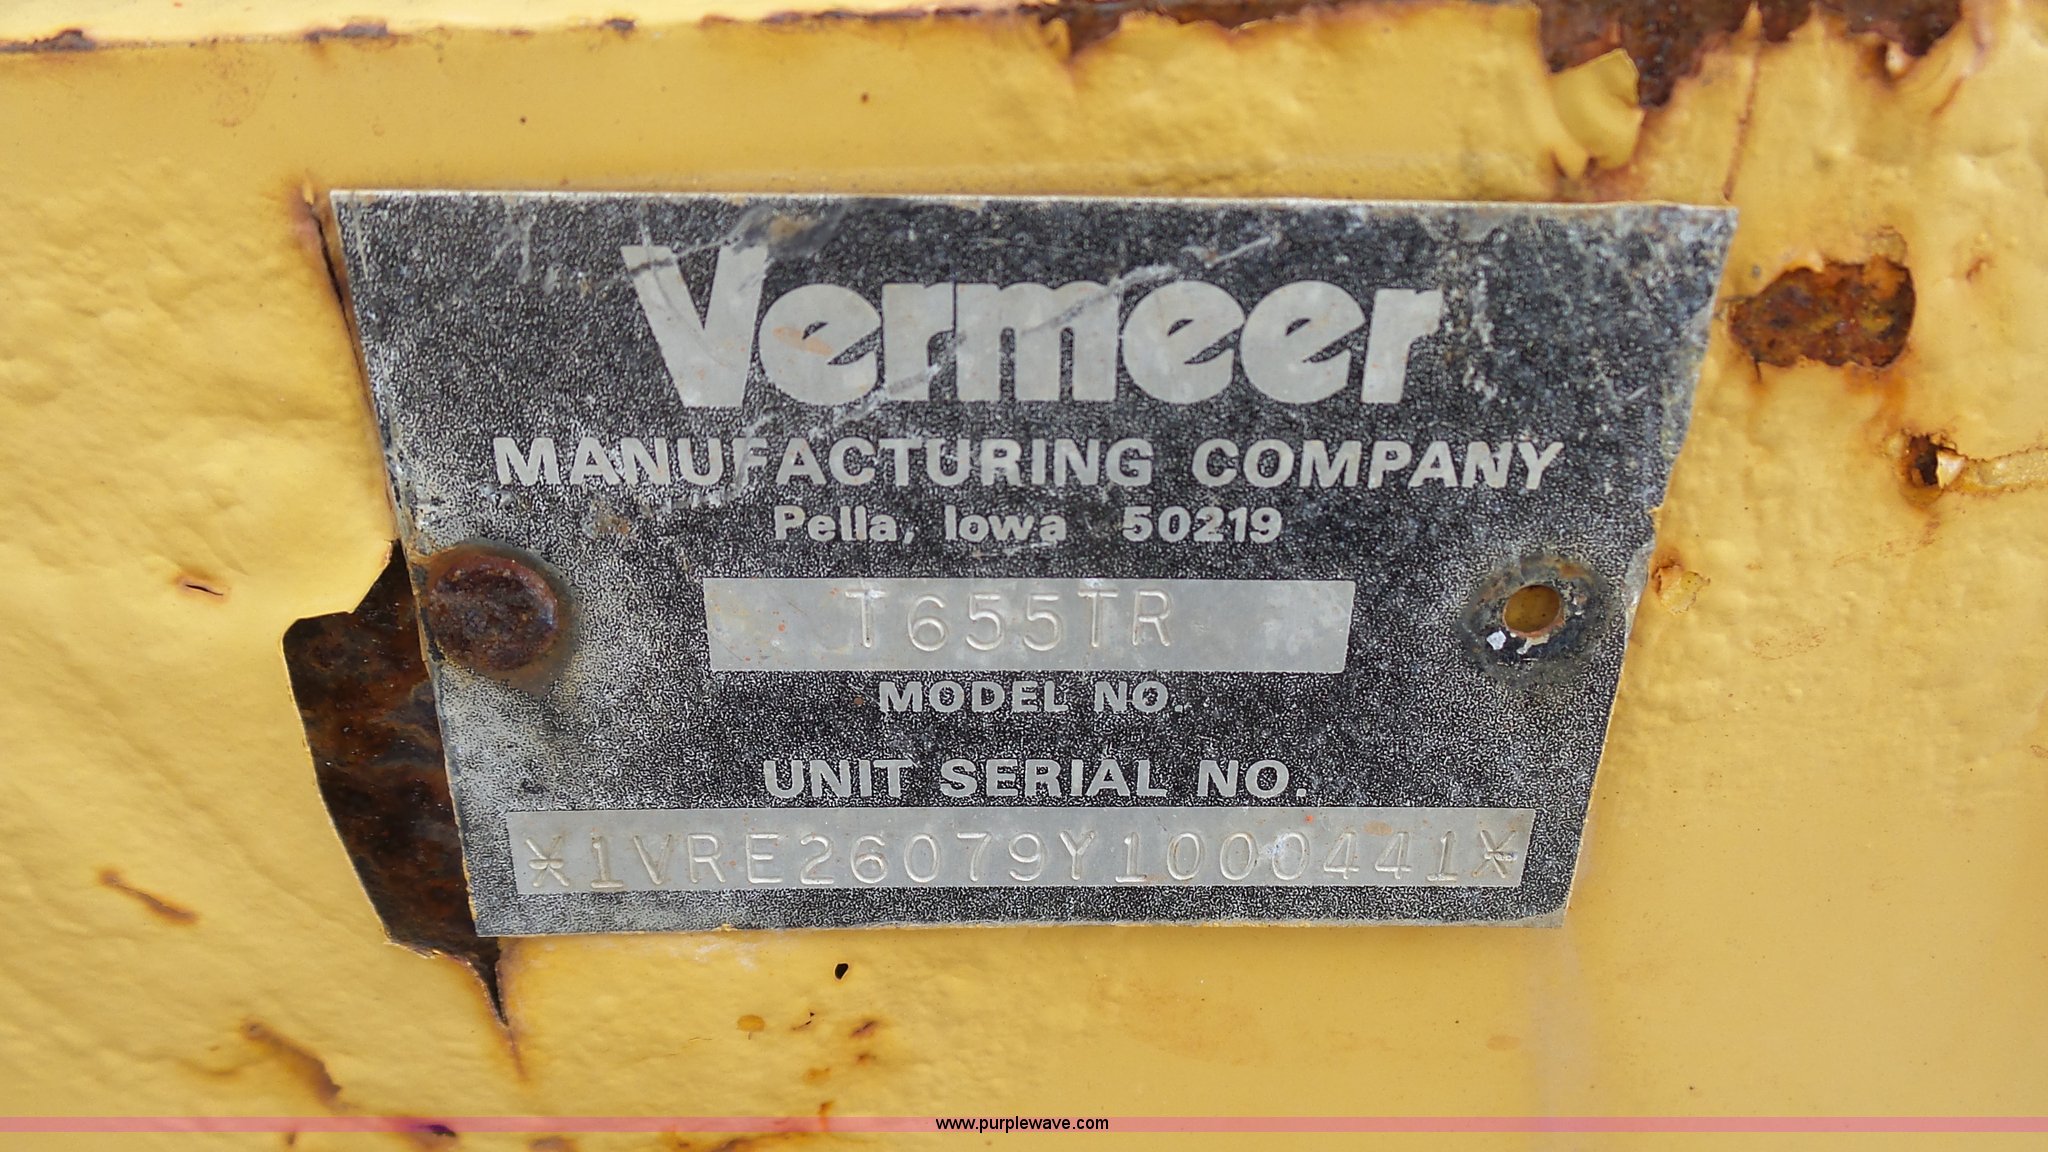 Vermeer
MANUFACTURING COMPANY
Pella, Iowa 50219
T655TR
MODEL NO.
UNIT SERIAL NO.
*1VRE26079Y1000441*
www.purplewave.com